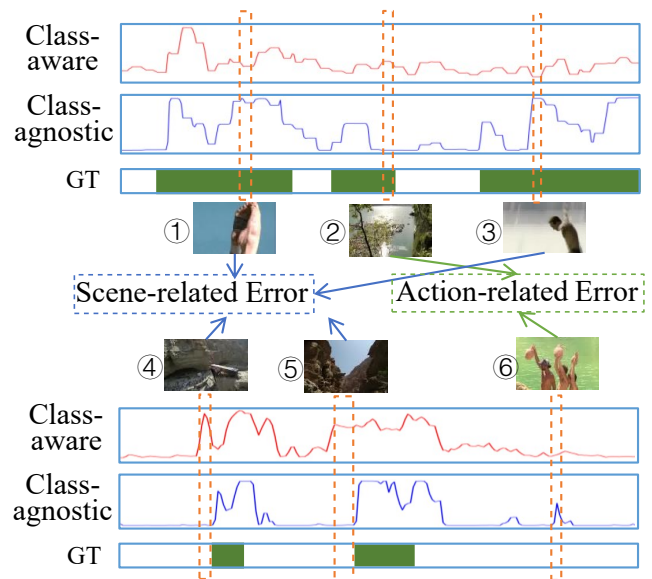 Class-
aware
Class-
agnostic
GT
① ② ③
Scene-related Error Action-related Error
④ ⑤ ⑥
Class-
aware
Class-
agnostic
GT